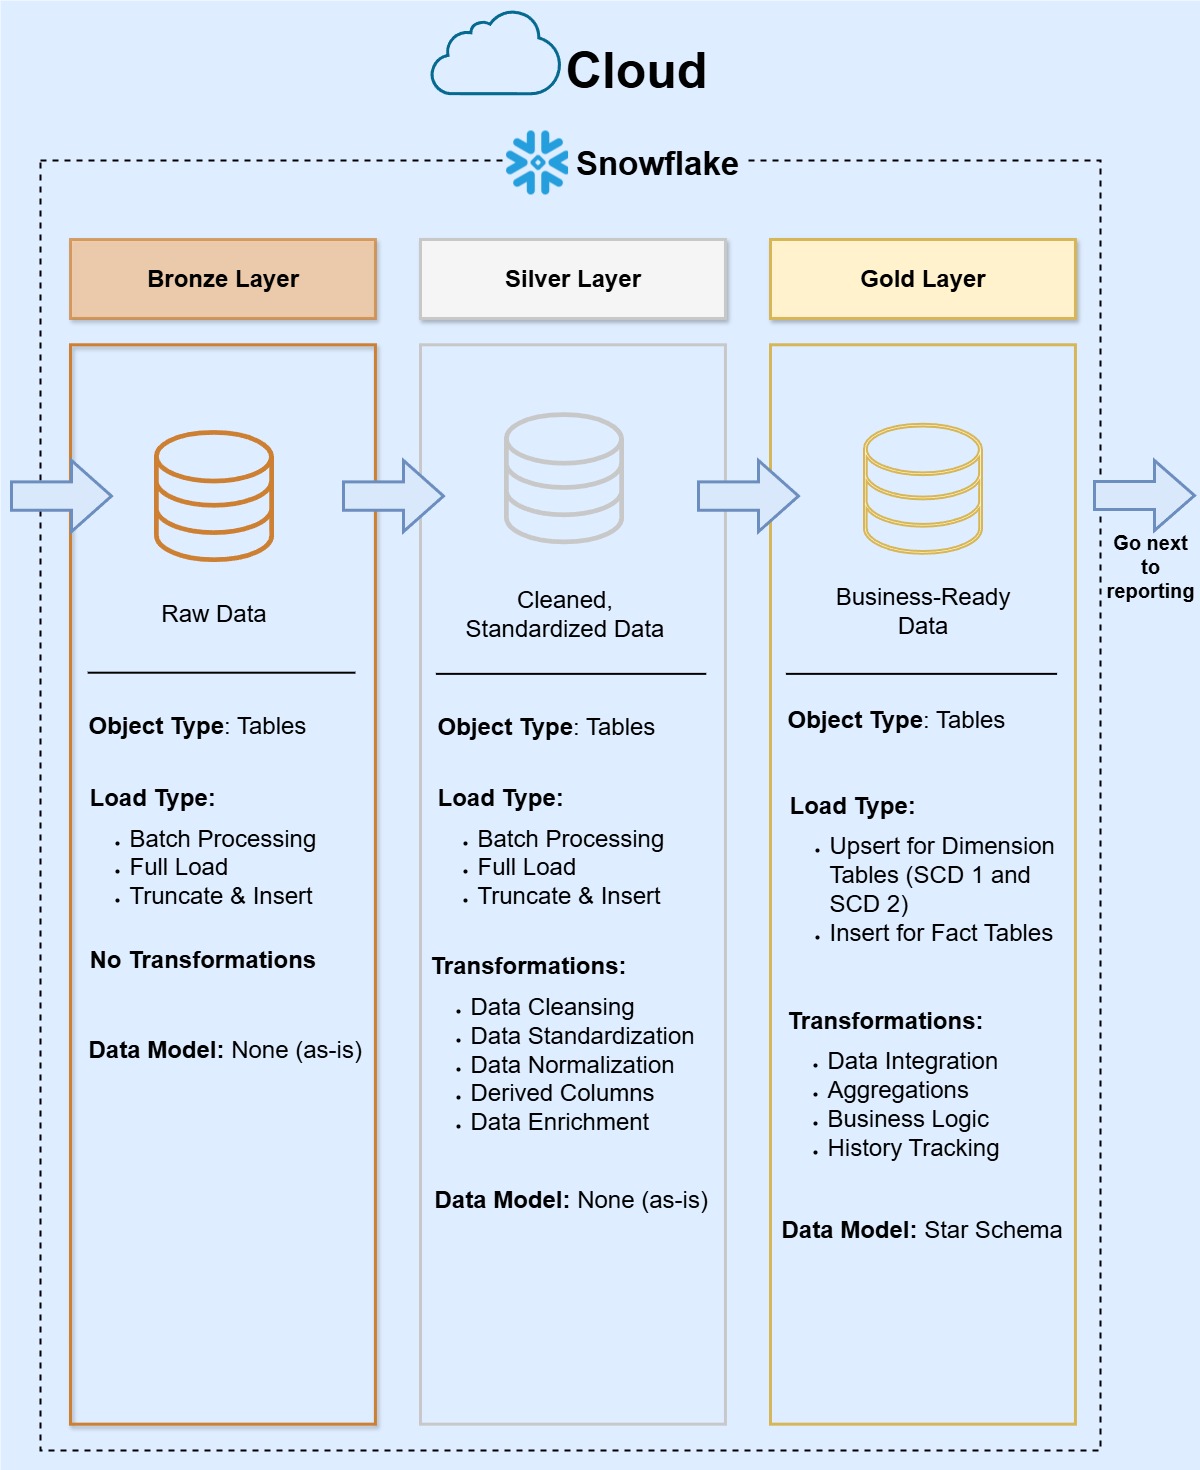 Cloud
Snowflake
Bronze Layer
Silver Layer
Gold Layer
Raw Data
Object Type: Tables
Load Type:
• Batch Processing
• Full Load
• Truncate & Insert
No Transformations
Data Model: None (as-is)
Cleaned,
Standardized Data
Object Type: Tables
Load Type:
• Batch Processing
• Full Load
• Truncate & Insert
Transformations:
• Data Cleansing
• Data Standardization
• Data Normalization
• Derived Columns
• Data Enrichment
Data Model: None (as-is)
Business-Ready
Data
Object Type: Tables
Load Type:
• Upsert for Dimension
Tables (SCD 1 and
SCD 2)
• Insert for Fact Tables
Transformations:
• Data Integration
• Aggregations
• Business Logic
• History Tracking
Data Model: Star Schema
Go next
to
reporting